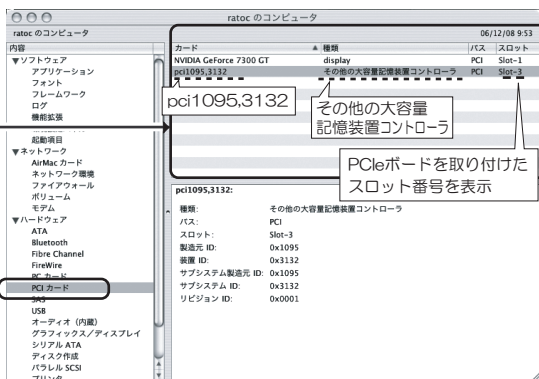 ratoc のコンピュータ
ratoc のコンピュータ
06/12/08 9:53
内容
▼ソフトウェア
アプリケーション
フォント
フレームワーク
ログ
機能拡張
起動項目
▼ネットワーク
AirMac カード
ネットワーク環境
ファイアウォール
ボリューム
モデム
▼ハードウェア
ATA
Bluetooth
Fibre Channel
FireWire
PC カード
PCI カード
SAS
USB
オーディオ（内蔵）
グラフィックス／ディスプレイ
シリアル ATA
ディスク作成
パラレル SCSI
プリンタ
カード ▲ 種類 バス スロット
NVIDIA GeForce 7300 GT display PCI Slot-1
pci1095,3132 その他の大容量記憶装置コントローラ PCI Slot-3
pci1095,3132
その他の大容量
記憶装置コントローラ
PCIeボードを取り付けた
スロット番号を表示
pci1095,3132:
種類: その他の大容量記憶装置コントローラ
バス: PCI
スロット: Slot-3
製造元 ID: 0x1095
装置 ID: 0x3132
サブシステム製造元 ID: 0x1095
サブシステム ID: 0x3132
リビジョン ID: 0x0001